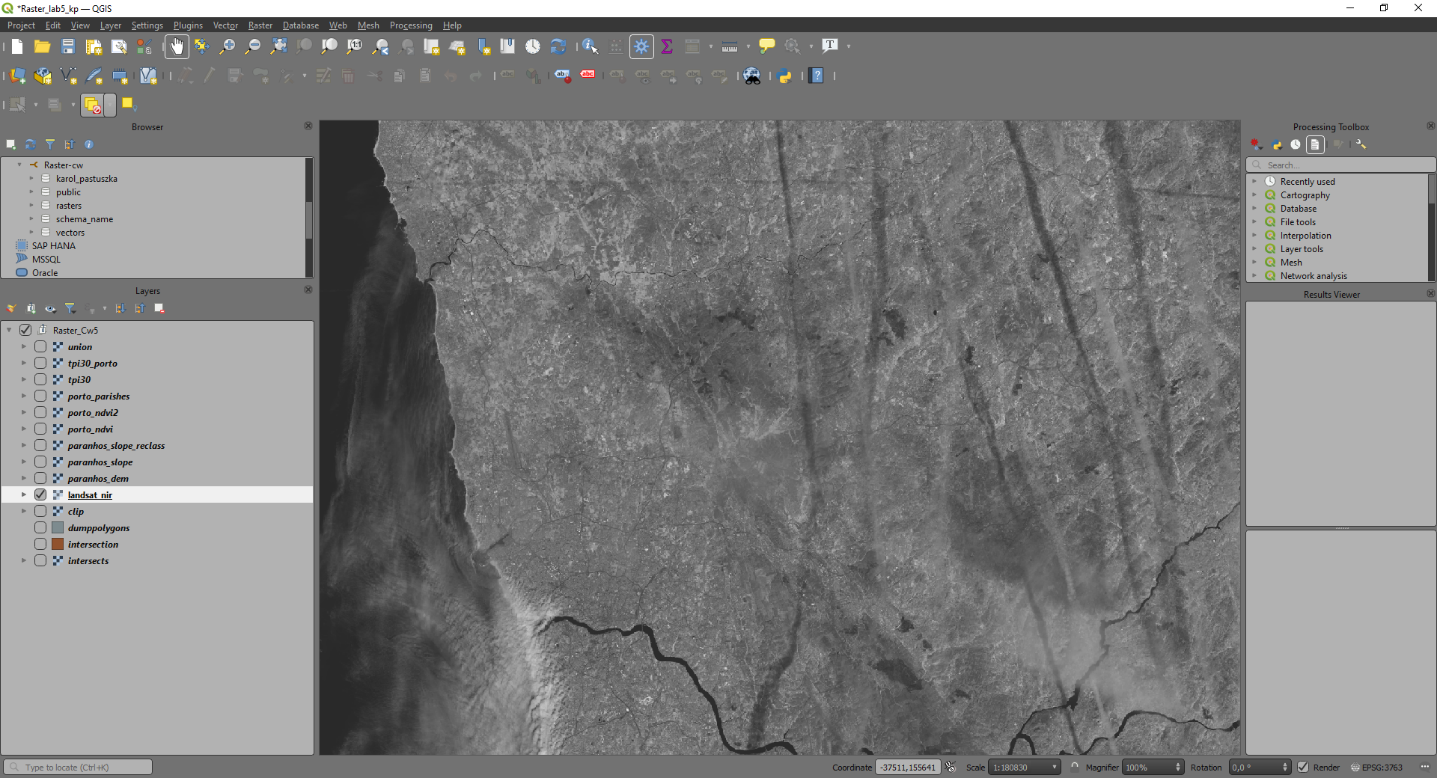 *Raster_lab5_kp — QGIS
Project Edit View Layer Settings Plugins Vector Raster Database Web Mesh Processing Help
Browser
Raster-cw
karol_pastuszka
public
rasters
schema_name
vectors
SAP HANA
MSSQL
Oracle
Layers
Raster_Cw5
union
tpi30_porto
tpi30
porto_parishes
porto_ndvi2
porto_ndvi
paranhos_slope_reclass
paranhos_slope
paranhos_dem
landsat_nir
clip
dumppolygons
intersection
intersects
Processing Toolbox
Search...
Recently used
Cartography
Database
File tools
Interpolation
Layer tools
Mesh
Network analysis
Results Viewer
Type to locate (Ctrl+K)
Coordinate -37511,155641 Scale 1:180830 Magnifier 100% Rotation 0,0 ° Render EPSG:3763